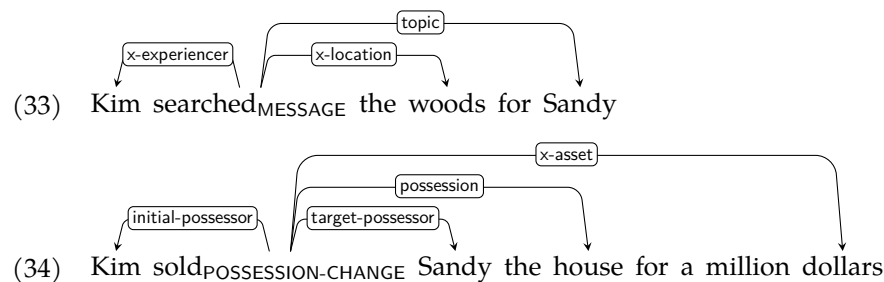 topic
x-experiencer x-location
(33) Kim searchedMESSAGE the woods for Sandy
x-asset
possession
initial-possessor target-possessor
(34) Kim soldPOSSESSION-CHANGE Sandy the house for a million dollars